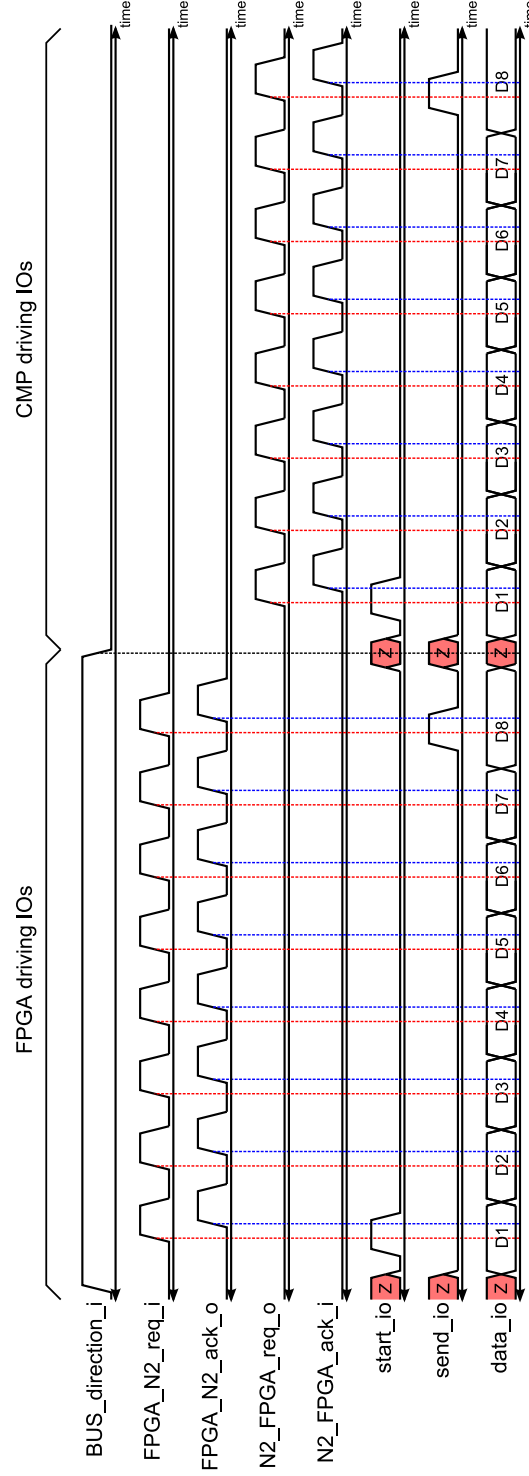 FPGA driving IOs
CMP driving IOs
BUS_direction_i
time
FPGA_N2_req_i
time
FPGA_N2_ack_o
time
N2_FPGA_req_o
time
N2_FPGA_ack_i
time
start_io
Z
Z
time
send_io
Z
Z
time
data_io
Z
D1
D2
D3
D4
D5
D6
D7
D8
Z
D1
D2
D3
D4
D5
D6
D7
D8
time